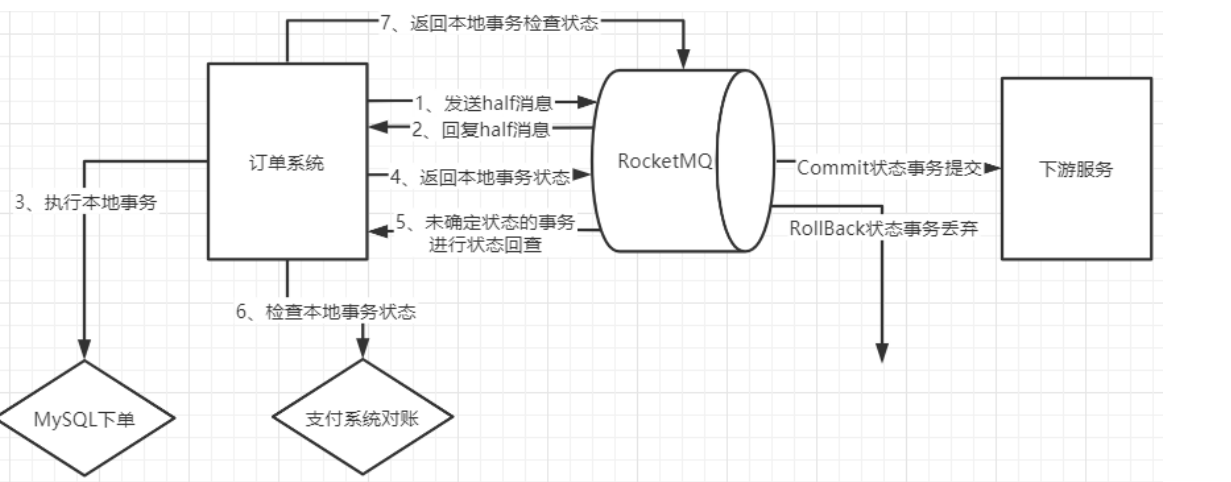 7、返回本地事务检查状态
1、发送half消息
2、回复half消息
订单系统
RocketMQ
Commit状态事务提交
下游服务
4、返回本地事务状态
3、执行本地事务
5、未确定状态的事务
进行状态回查
RollBack状态事务丢弃
6、检查本地事务状态
MySQL下单
支付系统对账